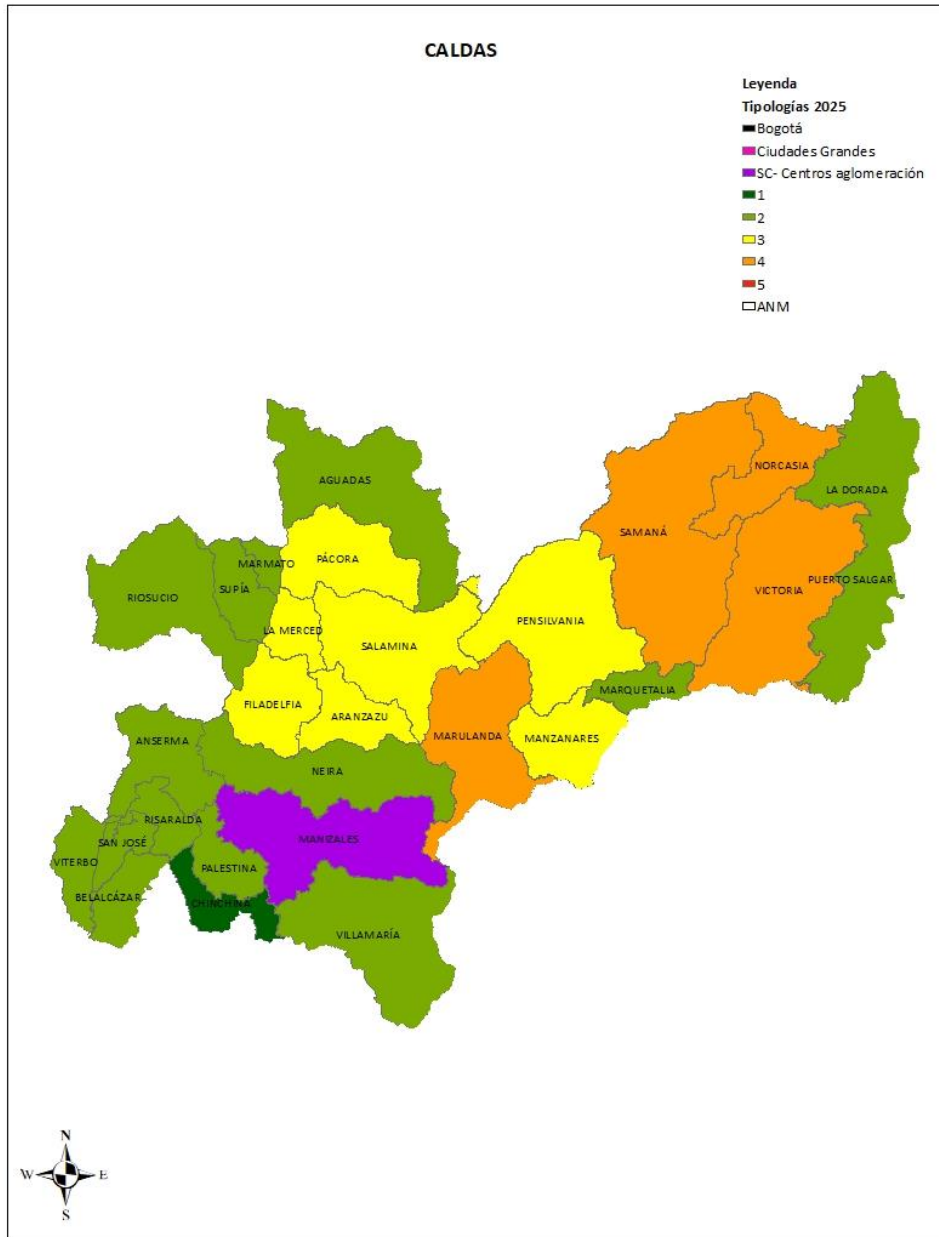 CALDAS
Leyenda
Tipologías 2025
Bogotá
Ciudades Grandes
SC- Centros aglomeración
1
2
3
4
5
ANM
NORCASIA
AGUADAS
LA DORADA
SAMANÁ
PÁCORA
MARMATO
PUERTO SALGAR
SUPÍA
VICTORIA
RIOSUCIO
PENSILVANIA
LA MERCED
SALAMINA
MARQUETALIA
FILADELFIA
ARANZAZU
MARULANDA
MANZANARES
ANSERMA
NEIRA
RISARALDA
MANIZALES
SAN JOSÉ
VITERBO
PALESTINA
BELALCÁZAR
CHINCHINÁ
VILLAMARÍA
N
W E
S